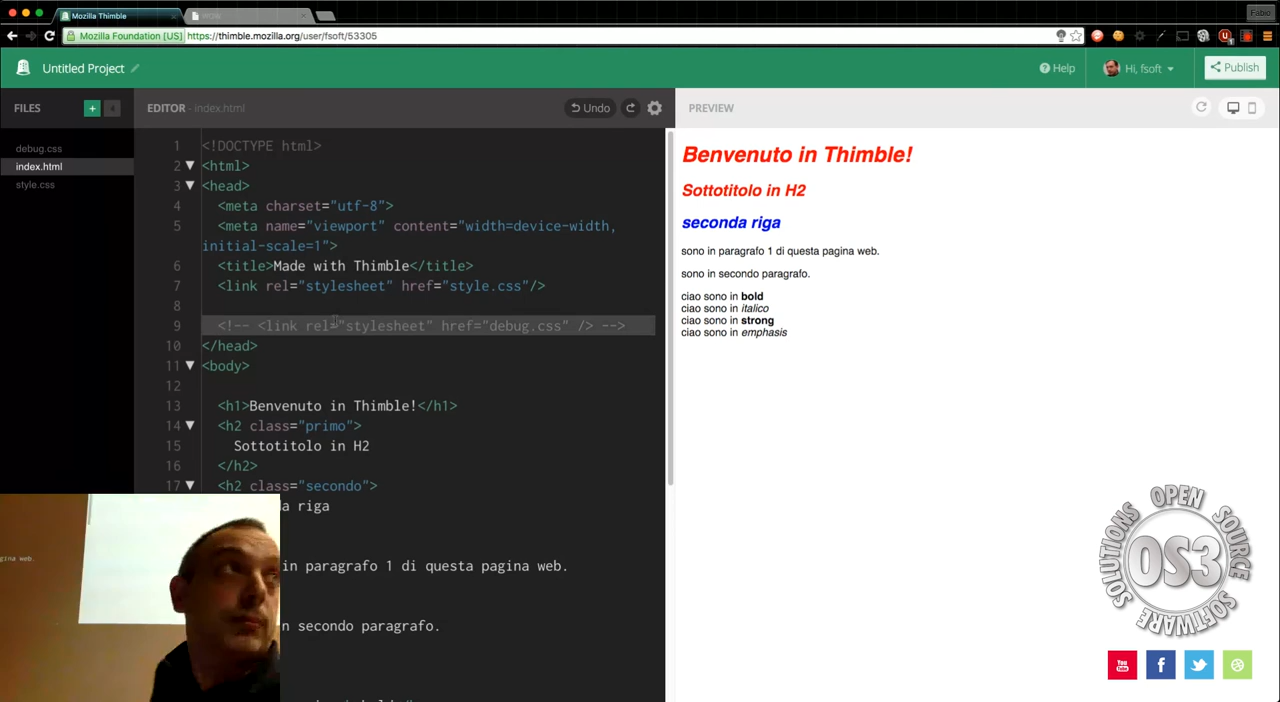 Mozilla Thimble
Fabio
Mozilla Foundation [US]
https://thimble.mozilla.org/user/fsoft/53305
Untitled Project
Help
Hi, fsoft
Publish
FILES
debug.css
index.html
style.css
EDITOR - index.html
Undo
1 <!DOCTYPE html>
2 <html>
3 <head>
4 <meta charset="utf-8">
5 <meta name="viewport" content="width=device-width,
initial-scale=1">
6 <title>Made with Thimble</title>
7 <link rel="stylesheet" href="style.css"/>
8
9 <!-- <link rel="stylesheet" href="debug.css" /> -->
10 </head>
11 <body>
12
13 <h1>Benvenuto in Thimble!</h1>
14 <h2 class="primo">
15 Sottotitolo in H2
16 </h2>
17 <h2 class="secondo">
da riga
in paragrafo 1 di questa pagina web.
n secondo paragrafo.
PREVIEW
Benvenuto in Thimble!
Sottotitolo in H2
seconda riga
sono in paragrafo 1 di questa pagina web.
sono in secondo paragrafo.
ciao sono in bold
ciao sono in italico
ciao sono in strong
ciao sono in emphasis
gina web.
OPEN SOURCE SOFTWARE SOLUTIONS
OS3
You Tube